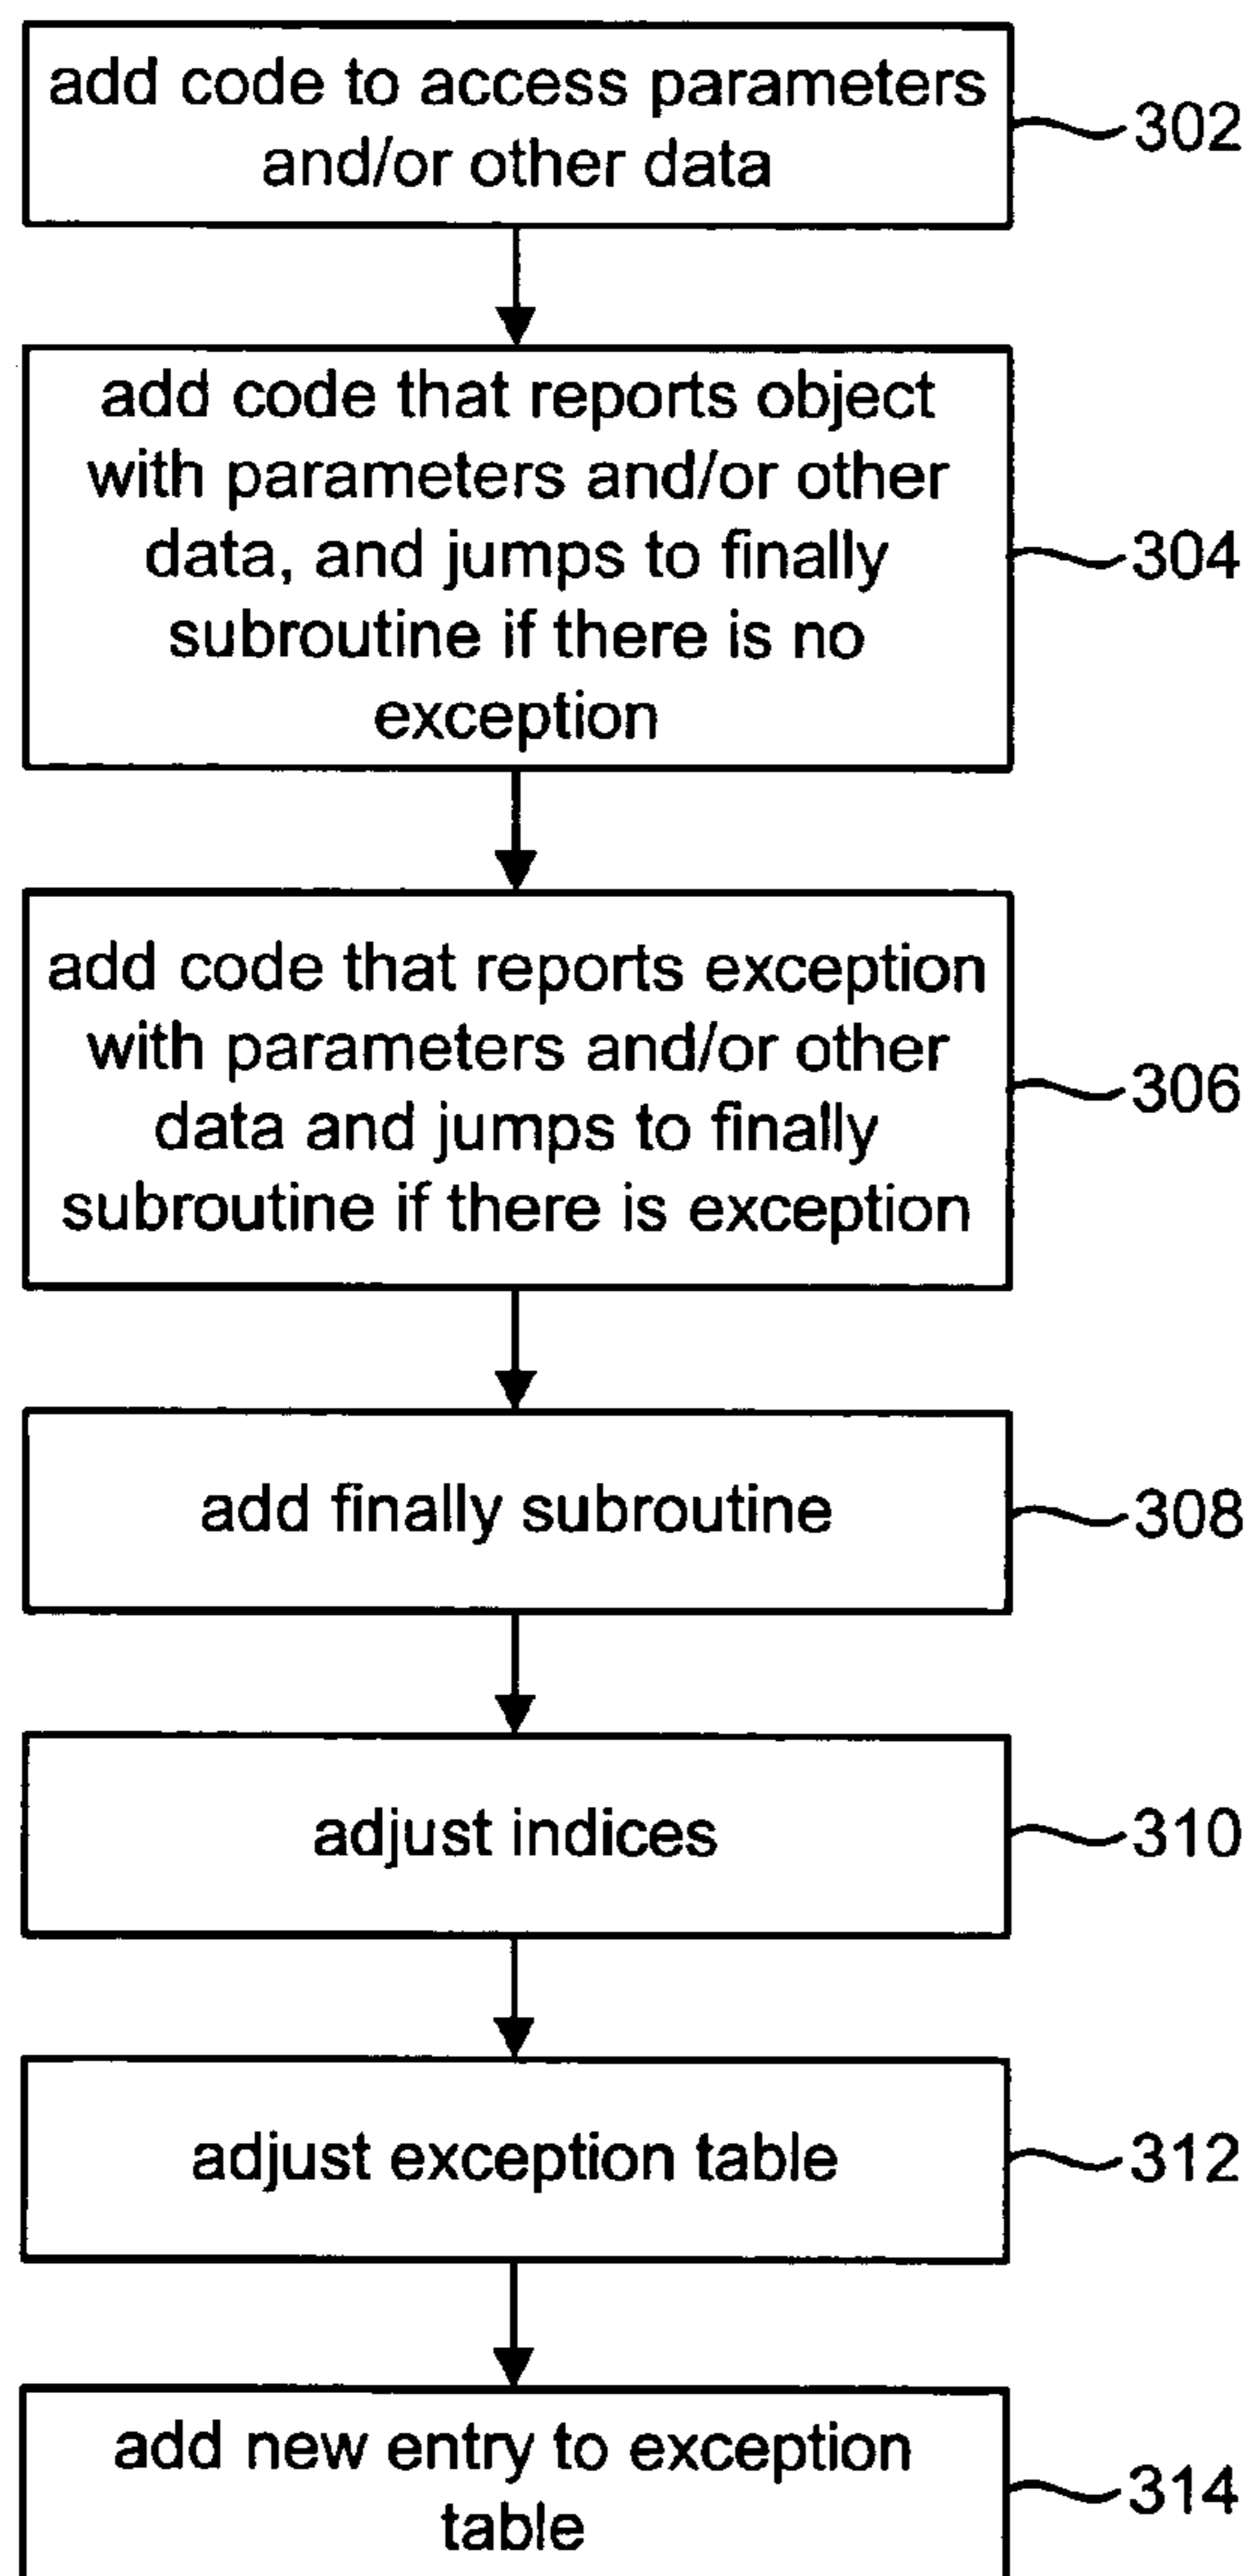 add code to access parameters
and/or other data
302
add code that reports object
with parameters and/or other
data, and jumps to finally
subroutine if there is no
exception
304
add code that reports exception
with parameters and/or other
data and jumps to finally
subroutine if there is exception
306
add finally subroutine
308
adjust indices
310
adjust exception table
312
add new entry to exception
table
314